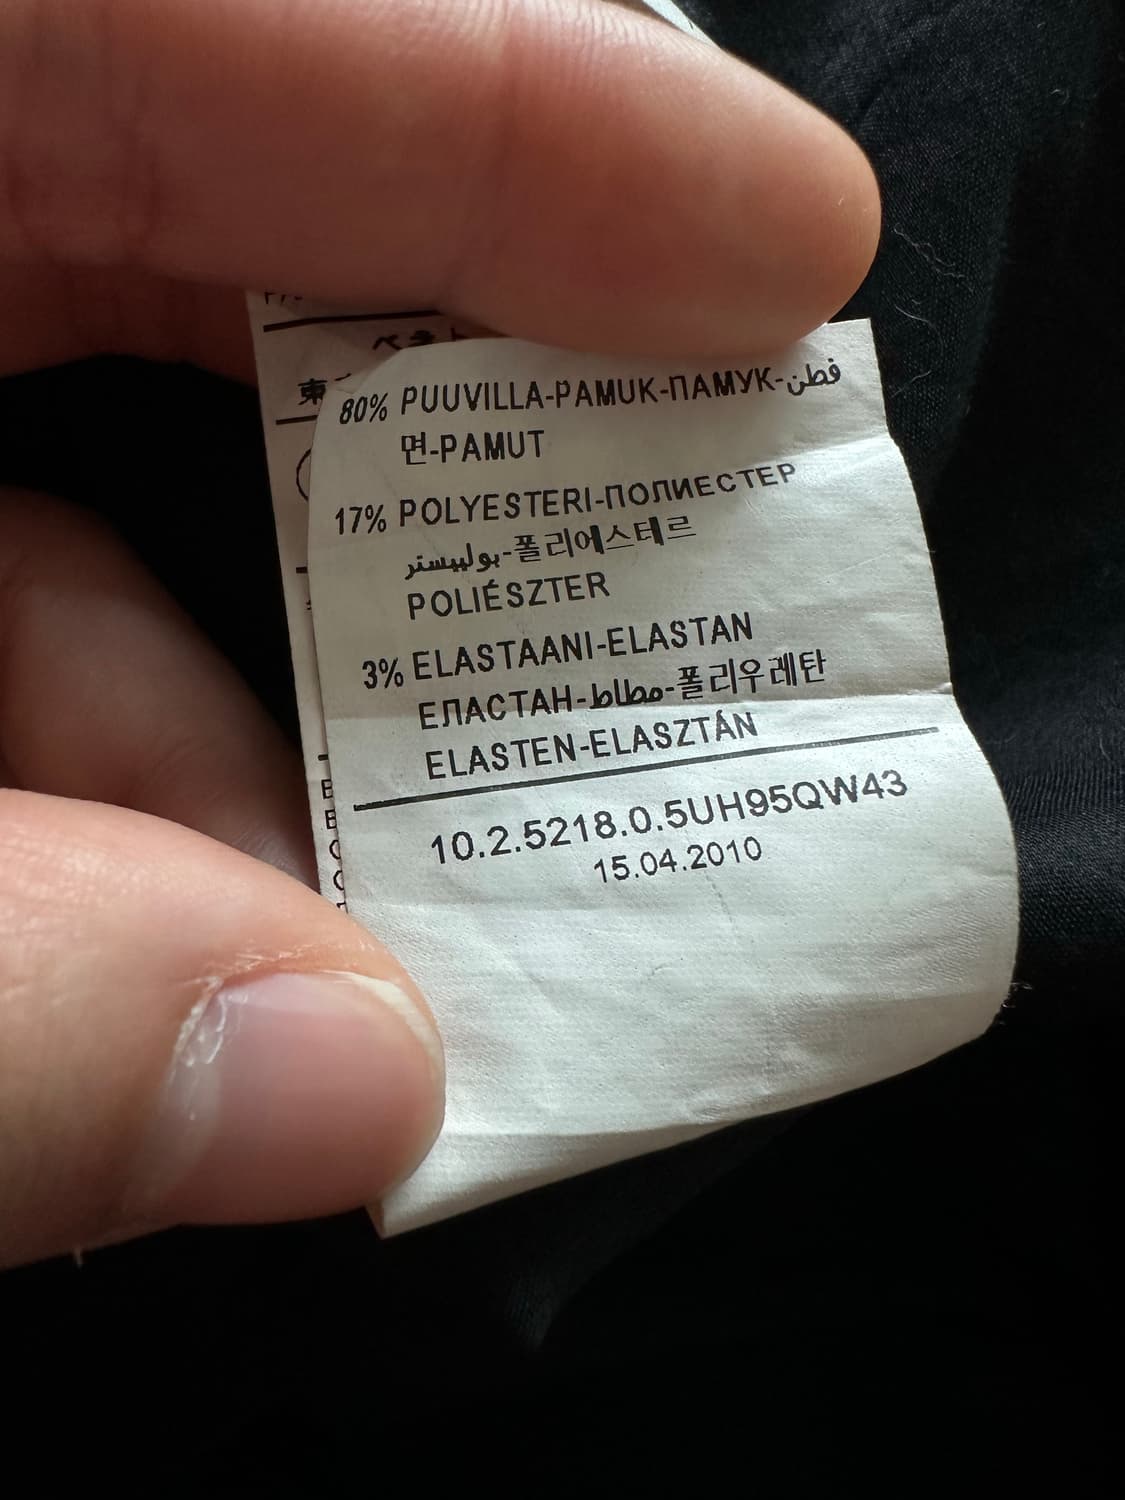 東
80% PUUVILLA-PAMUK-ПАМУК-قطن
면-PAMUT
17% POLYESTERI-ПОЛИЕСТЕР
بوليستر-폴리에스테르
POLIÉSZTER
3% ELASTAANI-ELASTAN
ЕЛАСТАН-مطاط-폴리우레탄
ELASTEN-ELASZTÁN
10.2.5218.0.5UH95QW43
15.04.2010